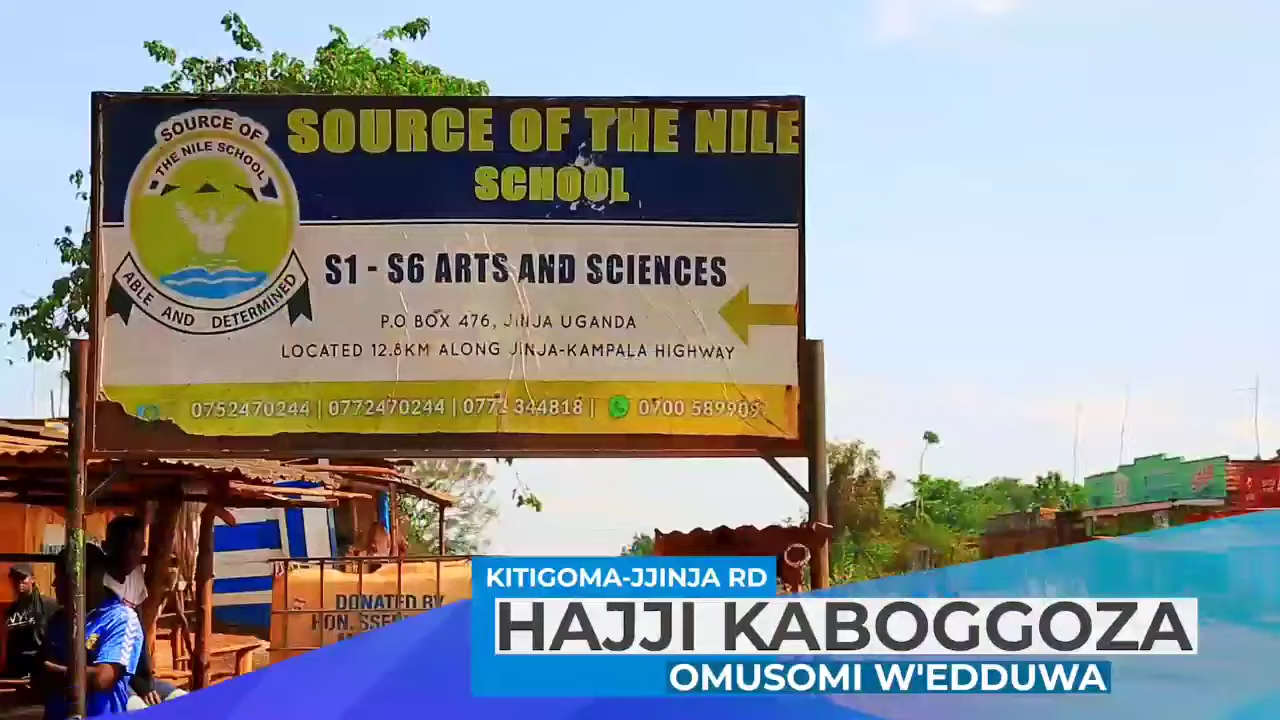 SOURCE OF
THE NILE SCHOOL
ABLE AND DETERMINED
SOURCE OF THE NILE
SCHOOL
S1 - S6 ARTS AND SCIENCES
P.O BOX 476, JINJA UGANDA
LOCATED 12.8KM ALONG JINJA-KAMPALA HIGHWAY
0752470244 | 0772470244 | 0772 344818 | 0700 589909
DONATED BY
HON.
KITIGOMA-JJINJA RD
HAJJI KABOGGOZA
OMUSOMI W'EDDUWA